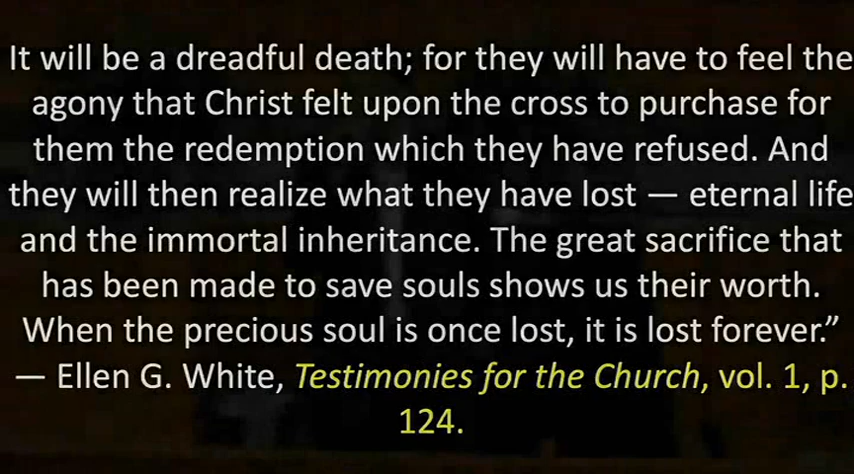 It will be a dreadful death; for they will have to feel the
agony that Christ felt upon the cross to purchase for
them the redemption which they have refused. And
they will then realize what they have lost — eternal life
and the immortal inheritance. The great sacrifice that
has been made to save souls shows us their worth.
When the precious soul is once lost, it is lost forever.”
— Ellen G. White, Testimonies for the Church, vol. 1, p.
124.